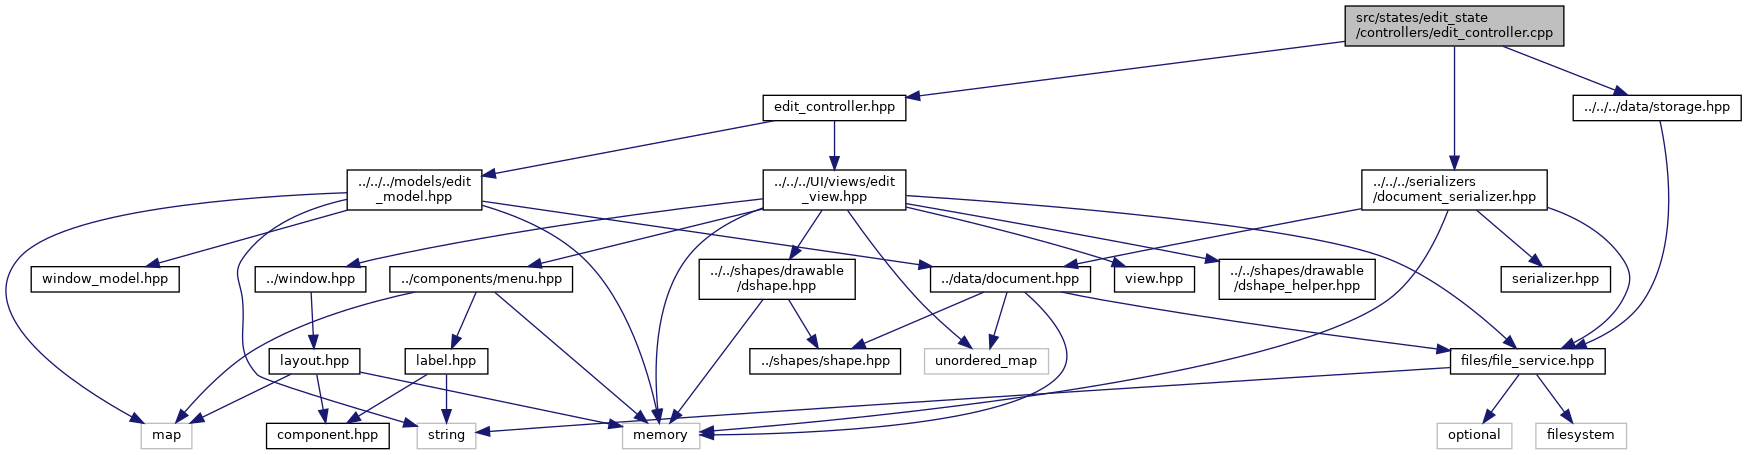 src/states/edit_state
/controllers/edit_controller.cpp
edit_controller.hpp
../../../data/storage.hpp
../../../models/edit
_model.hpp
../../../UI/views/edit
_view.hpp
../../../serializers
/document_serializer.hpp
window_model.hpp
../window.hpp
../components/menu.hpp
../../shapes/drawable
/dshape.hpp
../data/document.hpp
view.hpp
../../shapes/drawable
/dshape_helper.hpp
serializer.hpp
layout.hpp
label.hpp
../shapes/shape.hpp
unordered_map
files/file_service.hpp
map
component.hpp
string
memory
optional
filesystem